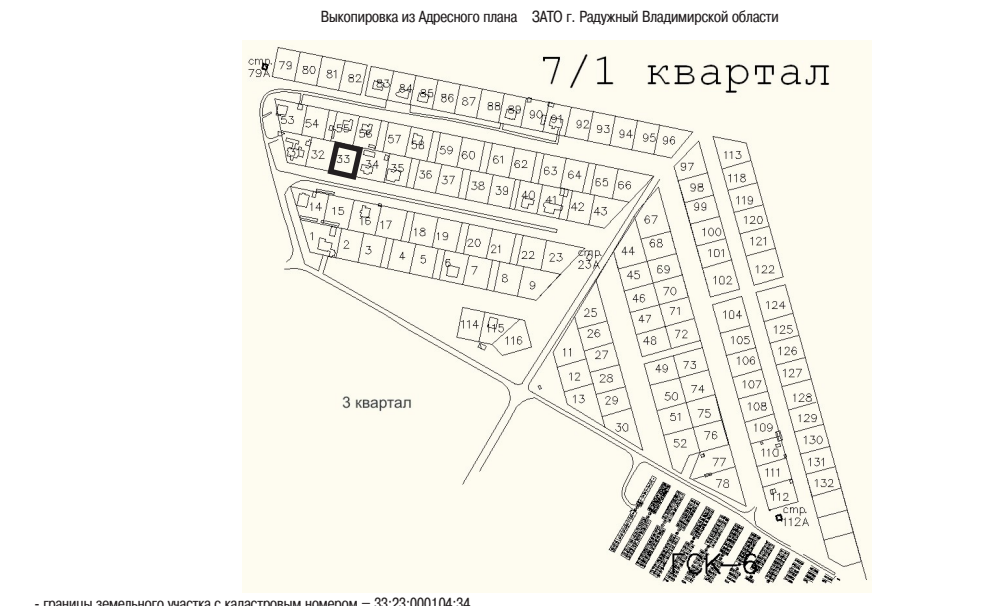 Выкопировка из Адресного плана ЗАТО г. Радужный Владимирской области
7/1 квартал
стр. 79А
79 80 81 82 83 84 85 86 87 88 89 90 91 92 93 94 95 96
53 54 55 56 57 58 59 60 61 62 63 64 65 66
31 32 33 34 35 36 37 38 39 40 41 42 43
14 15 16 17 18 19 20 21 22 23
стр. 23А
1 2 3 4 5 6 7 8 9
114 115 116
97 98 99 100 101 102 104 105 106 107 108 109 110 111 112
113 118 119 120 121 122 124 125 126 127 128 129 130 131 132
67 68 69 70 71 72 73 74 75 76 77 78
44 45 46 47 48 49 50 51 52
25 26 27 28 29 30
11 12 13
3 квартал
стр. 112А
ГСК-6
- границы земельного участка с кадастровым номером – 33:23:000104:34